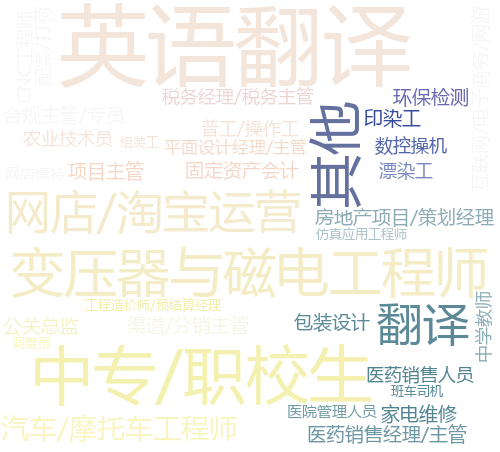 英语翻译
CNC工程师
配菜/打荷
互联网/电子商务/网游
税务经理/税务主管
环保检测
合规主管/专员
普工/操作工
其他
印染工
农业技术员
组装工
平面设计经理/主管
数控操机
网店模特
项目主管
固定资产会计
漂染工
网店/淘宝运营
房地产项目/策划经理
仿真应用工程师
变压器与磁电工程师
工程造价师/预结算经理
公关总监
渠道/分销主管
包装设计
翻译
中学教师
调度员
中专/职校生
医药销售人员
班车司机
医院管理人员
家电维修
汽车/摩托车工程师
医药销售经理/主管